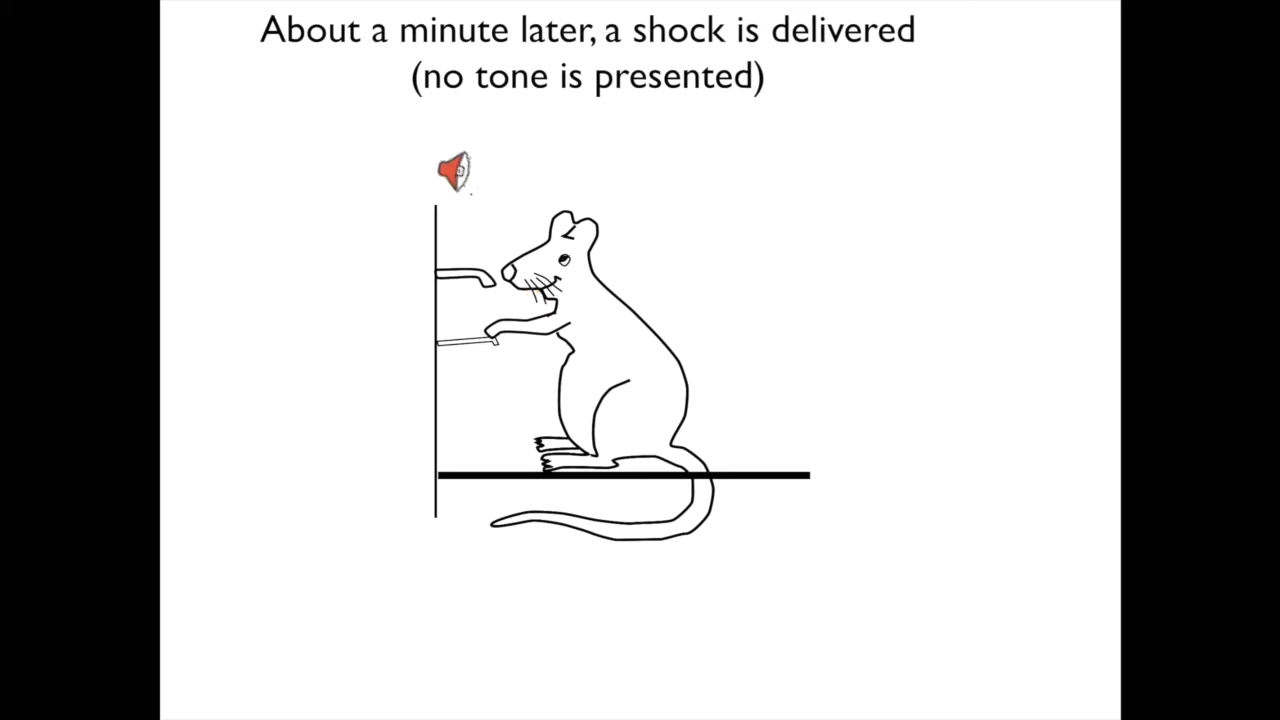 About a minute later, a shock is delivered
(no tone is presented)